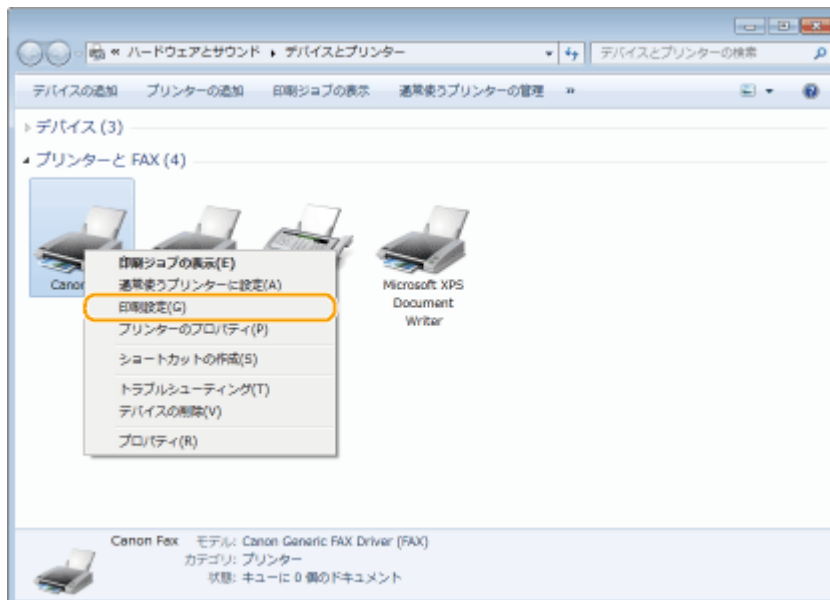 « ハードウェアとサウンド ▸ デバイスとプリンター
デバイスとプリンターの検索
デバイスの追加 プリンターの追加 印刷ジョブの表示 通常使うプリンターの管理 »
デバイス (3)
プリンターと FAX (4)
Canon
印刷ジョブの表示(E)
通常使うプリンターに設定(A)
印刷設定(G)
プリンターのプロパティ(P)
ショートカットの作成(S)
トラブルシューティング(T)
デバイスの削除(V)
プロパティ(R)
Microsoft XPS
Document
Writer
Canon Fax モデル: Canon Generic FAX Driver (FAX)
カテゴリ: プリンター
状態: キューに 0 個のドキュメント